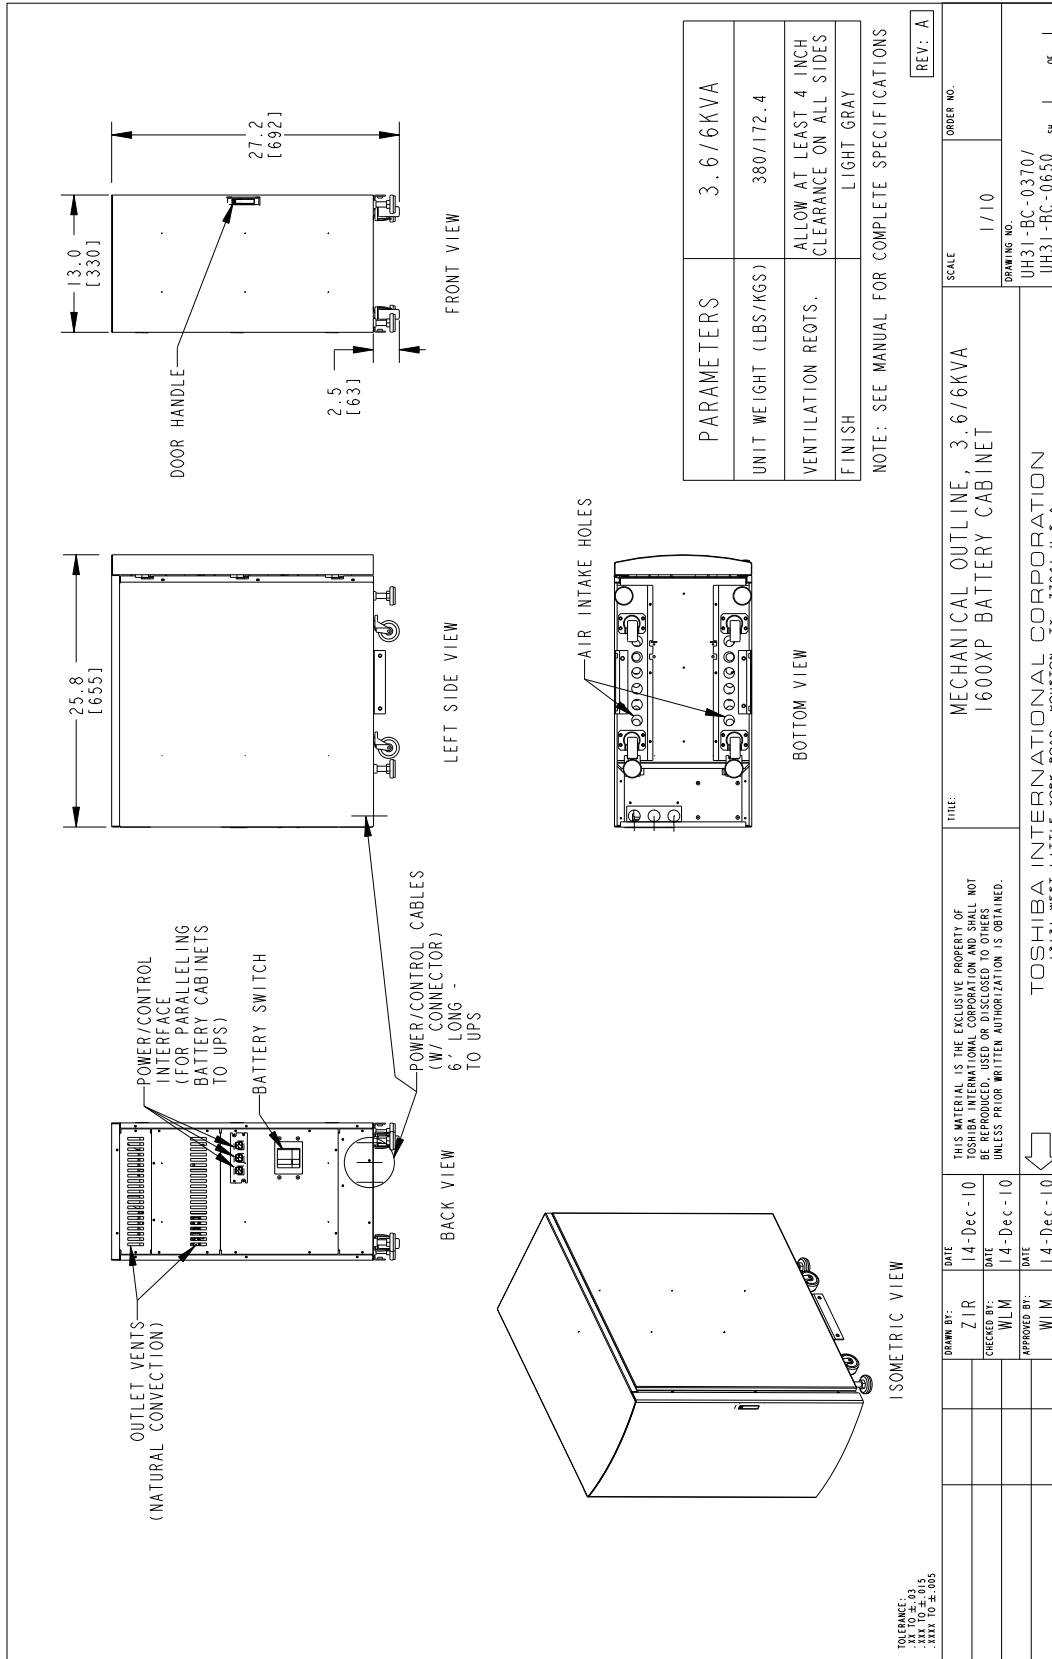 OUTLET VENTS
(NATURAL CONVECTION)
POWER/CONTROL
INTERFACE
(FOR PARALLELING
BATTERY CABINETS
TO UPS)
BATTERY SWITCH
POWER/CONTROL CABLES
(W/ CONNECTOR)
6' LONG -
TO UPS
BACK VIEW
25.8
[655]
LEFT SIDE VIEW
DOOR HANDLE
13.0
[330]
27.2
[692]
2.5
[63]
FRONT VIEW
ISOMETRIC VIEW
AIR INTAKE HOLES
BOTTOM VIEW
PARAMETERS 3.6/6KVA
UNIT WEIGHT (LBS/KGS) 380/172.4
VENTILATION REQTS. ALLOW AT LEAST 4 INCH
CLEARANCE ON ALL SIDES
FINISH LIGHT GRAY
NOTE: SEE MANUAL FOR COMPLETE SPECIFICATIONS
REV: A
TOLERANCE:
.XX TO ±.03
.XXX TO ±.015
.XXXX TO ±.005
DRAWN BY: ZIR
DATE 14-Dec-10
CHECKED BY: WLM
DATE 14-Dec-10
APPROVED BY: WLM
DATE 14-Dec-10
THIS MATERIAL IS THE EXCLUSIVE PROPERTY OF
TOSHIBA INTERNATIONAL CORPORATION AND SHALL NOT
BE REPRODUCED, USED OR DISCLOSED TO OTHERS
UNLESS PRIOR WRITTEN AUTHORIZATION IS OBTAINED.
TITLE:
MECHANICAL OUTLINE, 3.6/6KVA
1600XP BATTERY CABINET
SCALE
1/10
ORDER NO.
DRAWING NO.
UH31-BC-0370/
UH31-BC-0650
SH 1 OF 1
TOSHIBA INTERNATIONAL CORPORATION